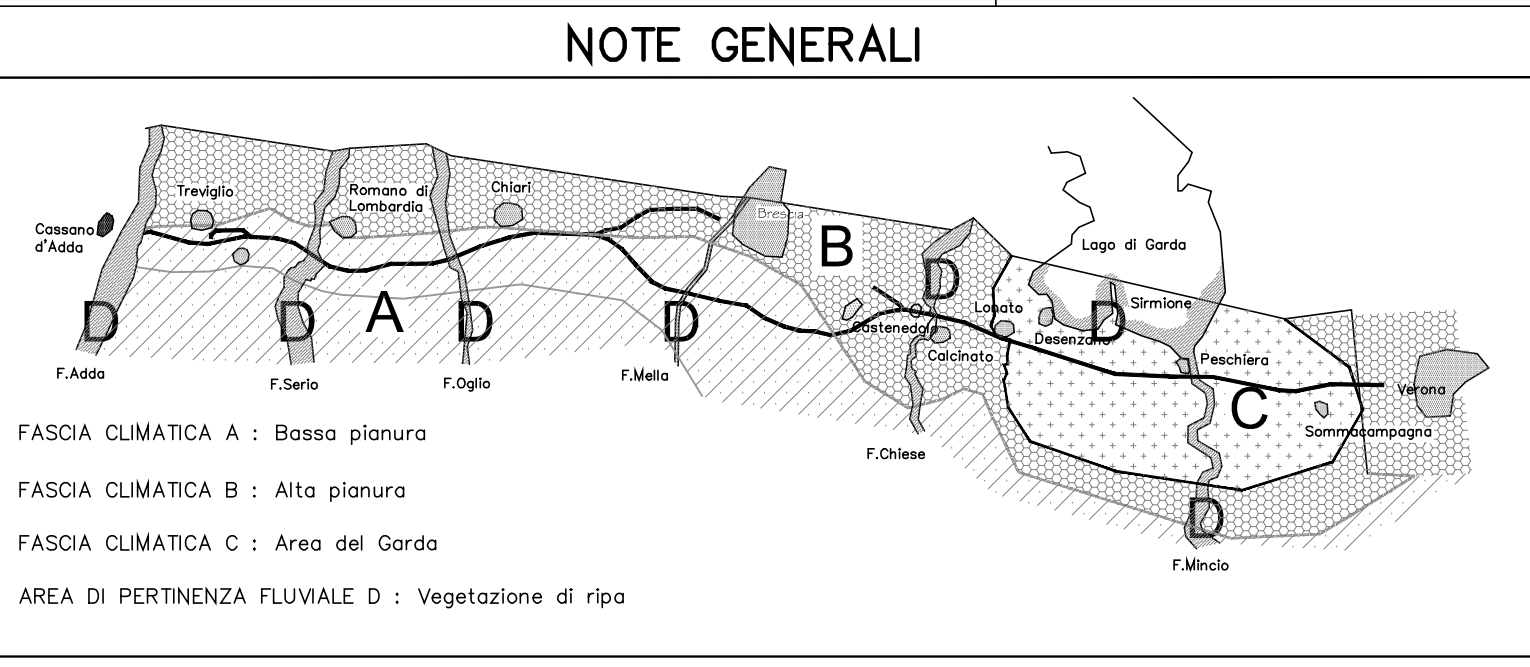 NOTE GENERALI
Treviglio
Romano di
Lombardia
Chiari
Brescia
Cassano
d'Adda
B
Lago di Garda
D
Sirmione
Lonato
D
Desenzano
Castenedolo
Calcinato
D
D
A
D
D
Peschiera
Verona
C
Sommacampagna
F.Adda
F.Serio
F.Oglio
F.Mella
F.Chiese
D
F.Mincio
FASCIA CLIMATICA A : Bassa pianura
FASCIA CLIMATICA B : Alta pianura
FASCIA CLIMATICA C : Area del Garda
AREA DI PERTINENZA FLUVIALE D : Vegetazione di ripa